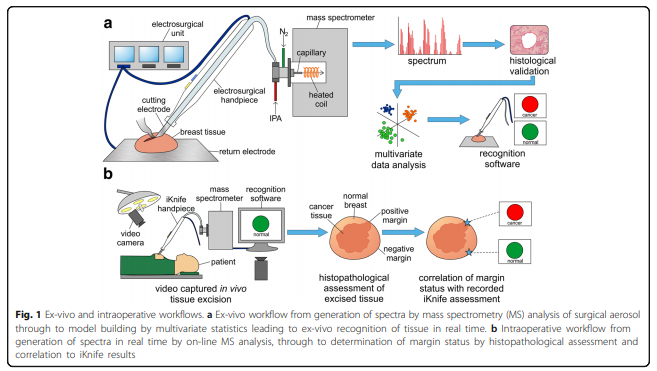 a
electrosurgical
unit
N₂
mass spectrometer
capillary
heated
coil
IPA
electrosurgical
handpiece
cutting
electrode
breast tissue
return electrode
spectrum
histological
validation
multivariate
data analysis
cancer
normal
recognition
software
b
iKnife
handpiece
mass
spectrometer
recognition
software
normal
video
camera
patient
video captured in vivo
tissue excision
cancer
tissue
normal
breast
positive
margin
negative
margin
histopathological
assessment of
excised tissue
cancer
normal
correlation of margin
status with recorded
iKnife assessment
Fig. 1 Ex-vivo and intraoperative workflows. a Ex-vivo workflow from generation of spectra by mass spectrometry (MS) analysis of surgical aerosol
through to model building by multivariate statistics leading to ex-vivo recognition of tissue in real time. b Intraoperative workflow from
generation of spectra in real time by on-line MS analysis, through to determination of margin status by histopathological assessment and
correlation to iKnife results